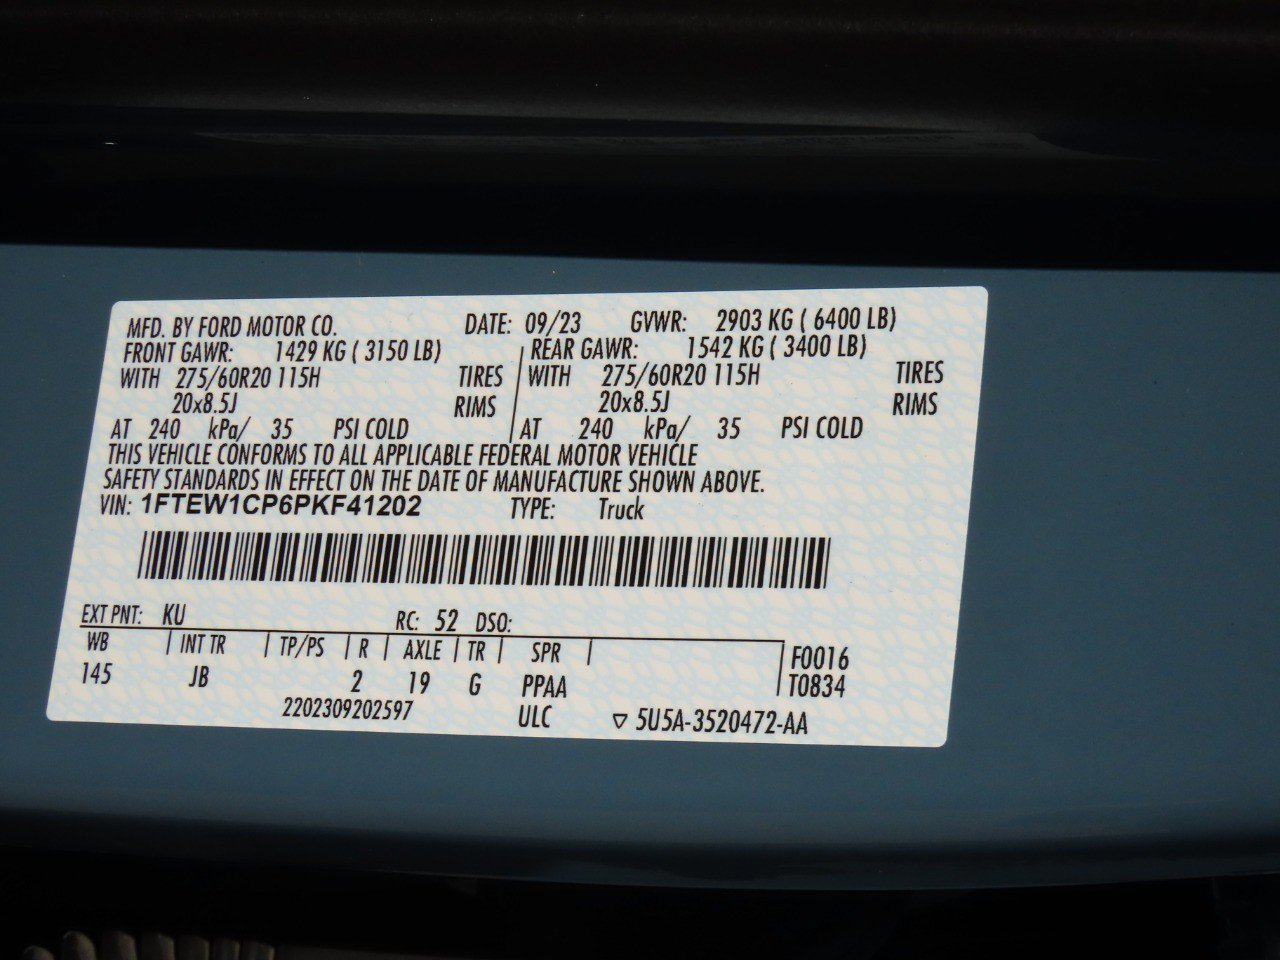 MFD. BY FORD MOTOR CO. DATE: 09/23 GVWR: 2903 KG ( 6400 LB)
FRONT GAWR: 1429 KG ( 3150 LB) REAR GAWR: 1542 KG ( 3400 LB)
WITH 275/60R20 115H TIRES WITH 275/60R20 115H TIRES
20x8.5J RIMS 20x8.5J RIMS
AT 240 kPa/ 35 PSI COLD AT 240 kPa/ 35 PSI COLD
THIS VEHICLE CONFORMS TO ALL APPLICABLE FEDERAL MOTOR VEHICLE
SAFETY STANDARDS IN EFFECT ON THE DATE OF MANUFACTURE SHOWN ABOVE.
VIN: 1FTEW1CP6PKF41202 TYPE: Truck
EXT PNT: KU RC: 52 DSO:
WB INT TR TP/PS R AXLE TR SPR F0016
145 JB 2 19 G PPAA T0834
2202309202597 ULC ▽ 5U5A-3520472-AA